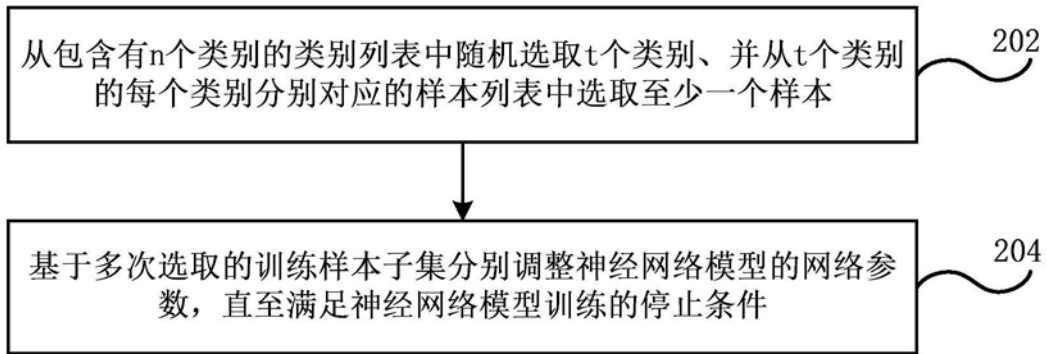 从包含有n个类别的类别列表中随机选取t个类别、并从t个类别
的每个类别分别对应的样本列表中选取至少一个样本
202
基于多次选取的训练样本子集分别调整神经网络模型的网络参
数，直至满足神经网络模型训练的停止条件
204